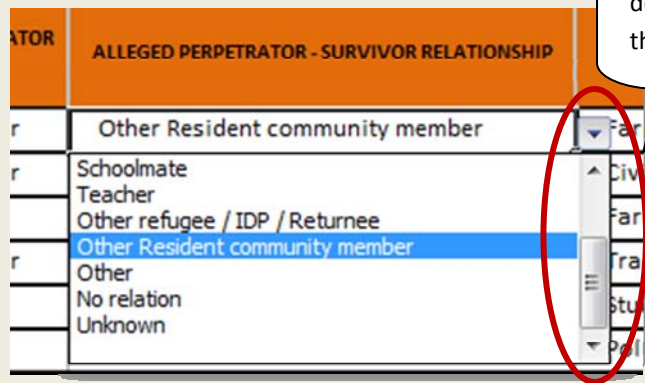 ALLEGED PERPETRATOR - SURVIVOR RELATIONSHIP
Other Resident community member
Schoolmate
Teacher
Other refugee / IDP / Returnee
Other Resident community member
Other
No relation
Unknown